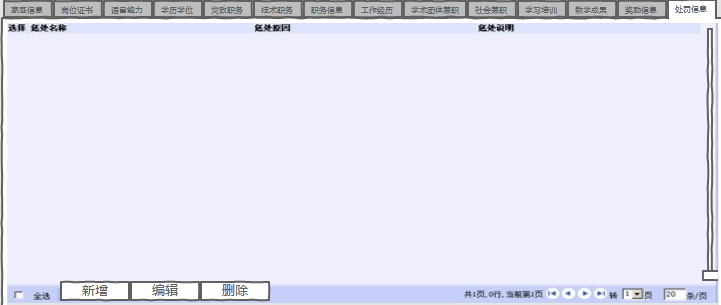 家庭信息 岗位证书 语言能力 学历学位 党政职务 技术职务 职务信息 工作经历 学术团体兼职 社会兼职 学习培训 教学成果 奖励信息 处罚信息
选择 惩处名称 惩处原因 惩处说明
全选 新增 编辑 删除 共1页,0行,当前第1页 转 1 页 20 条/页